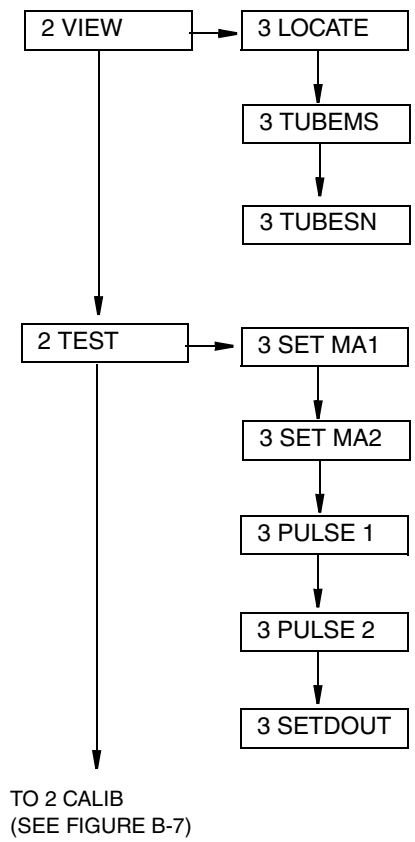 2 VIEW
3 LOCATE
3 TUBEMS
3 TUBESN
2 TEST
3 SET MA1
3 SET MA2
3 PULSE 1
3 PULSE 2
3 SETDOUT
TO 2 CALIB
(SEE FIGURE B-7)